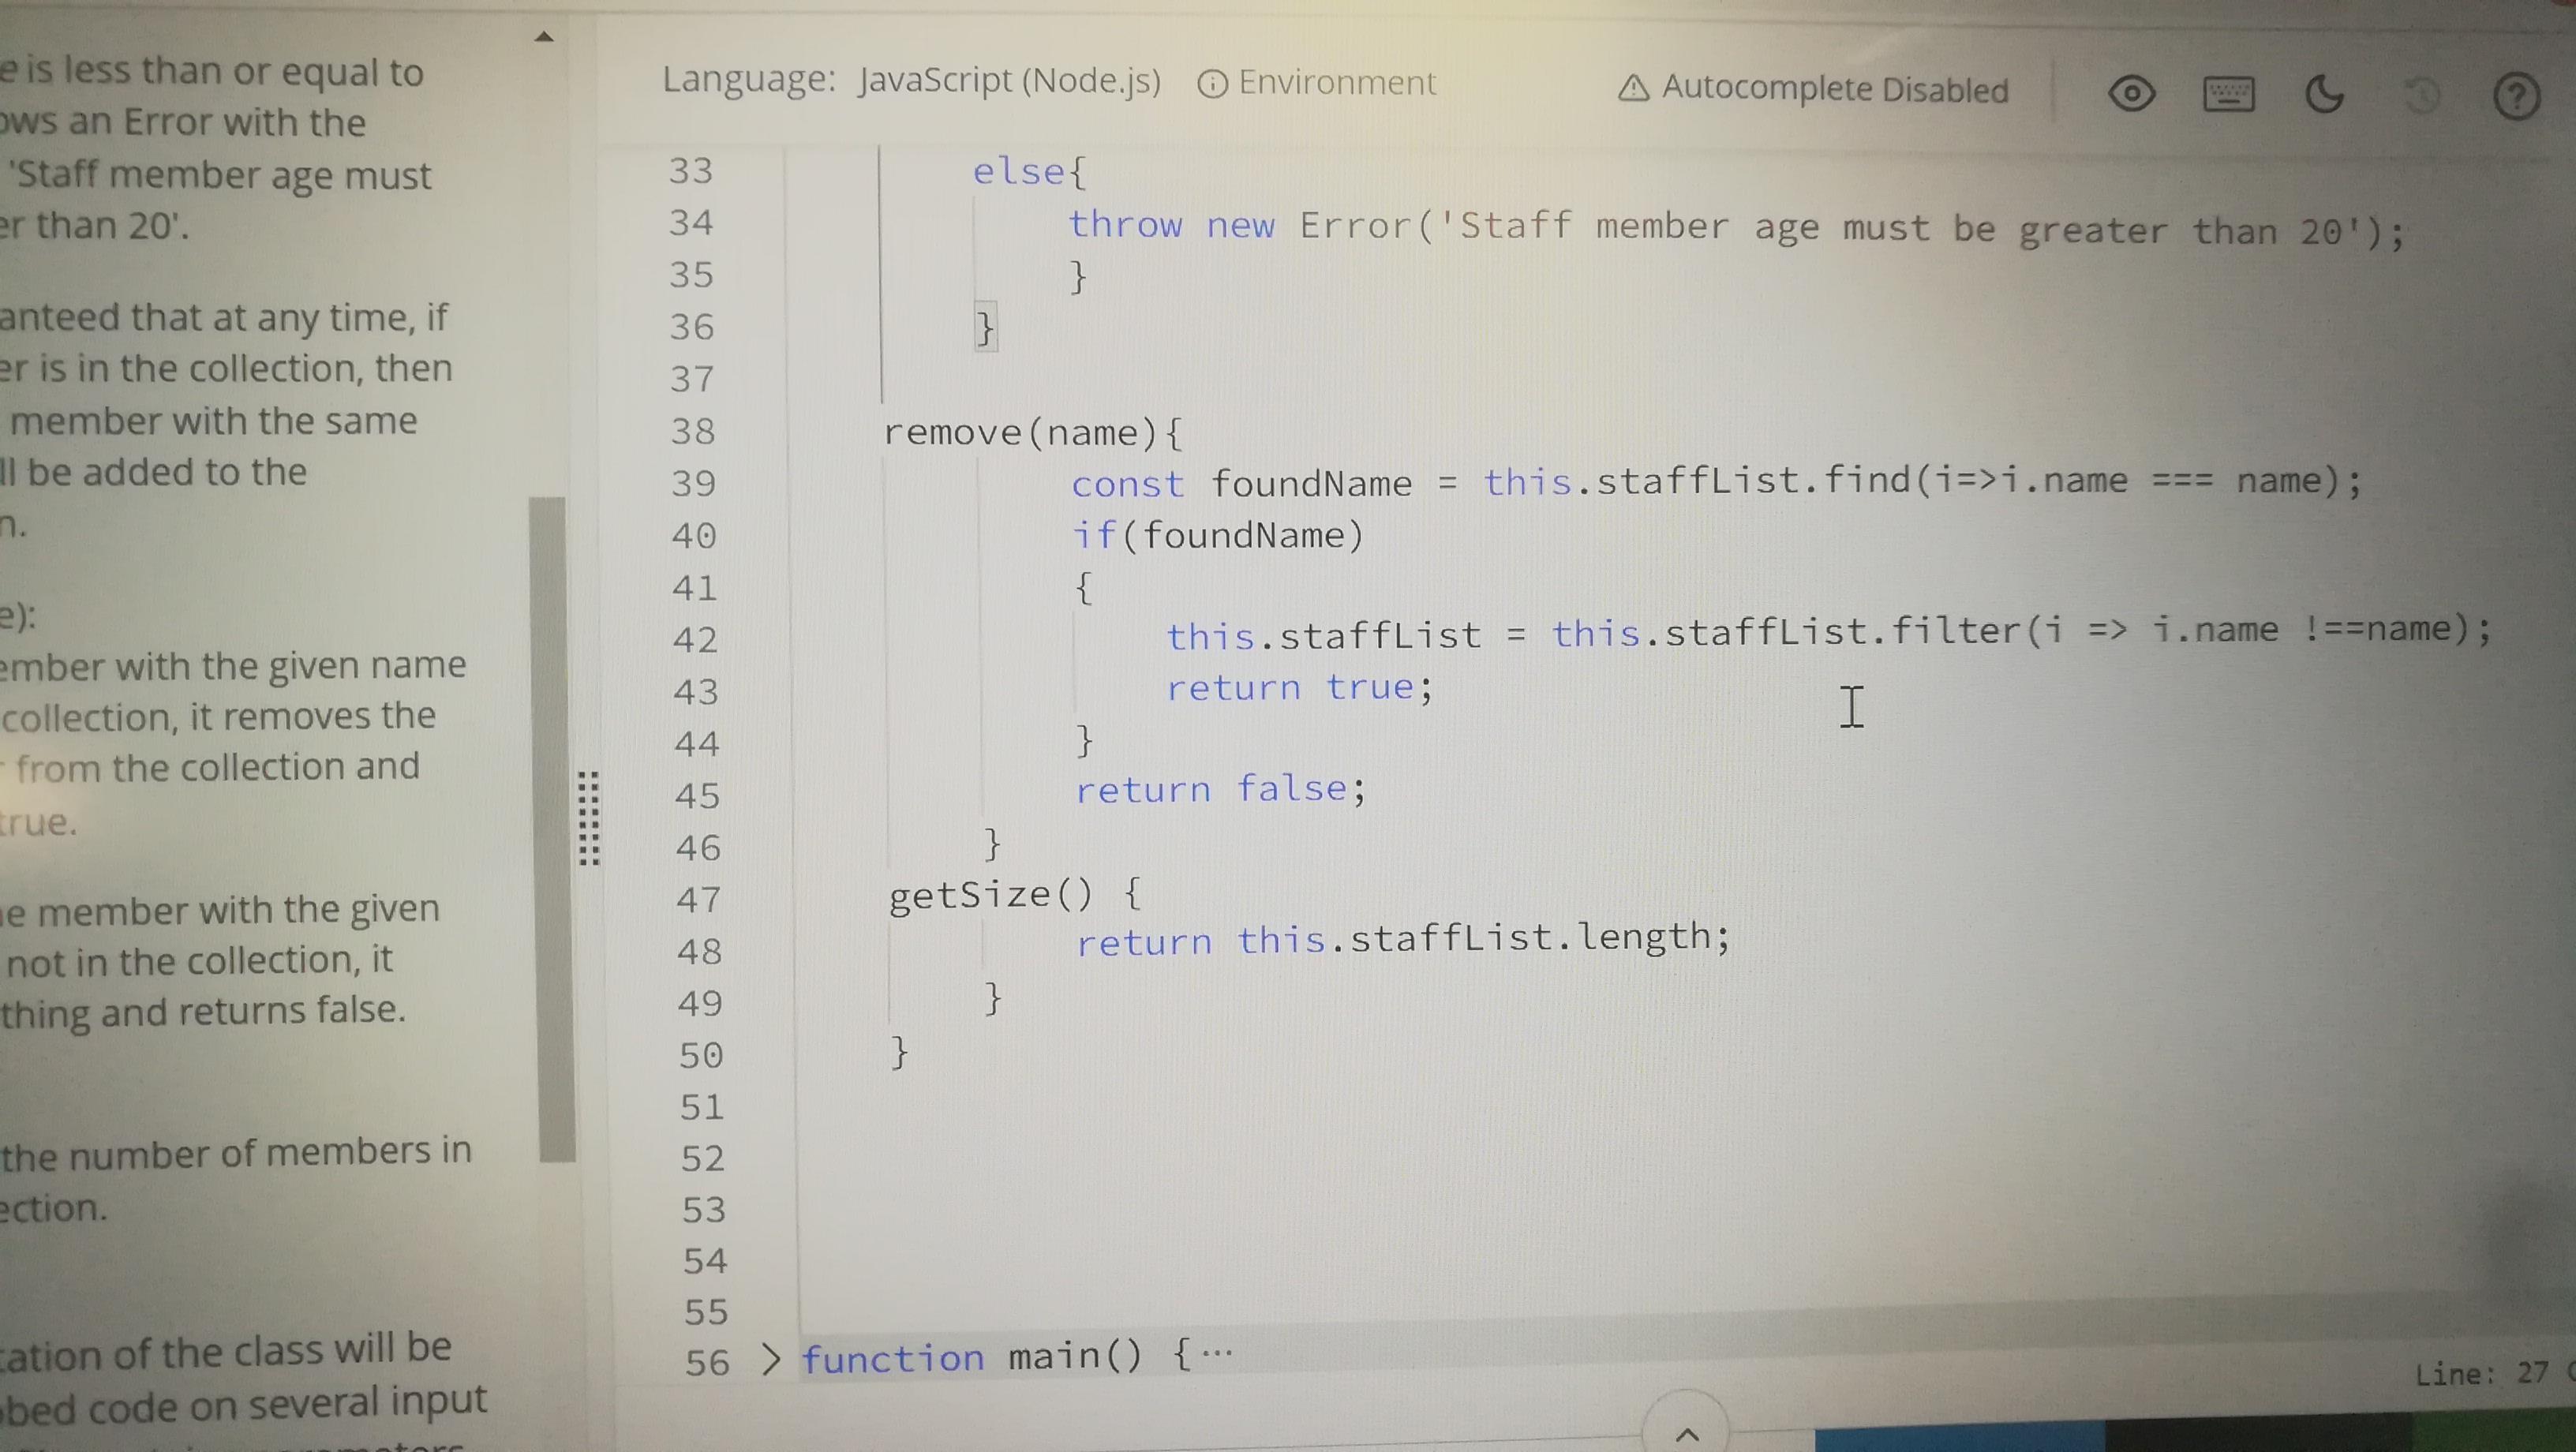 e is less than or equal to
ows an Error with the
'Staff member age must
er than 20'.
anteed that at any time, if
er is in the collection, then
member with the same
ll be added to the
n.
e):
ember with the given name
collection, it removes the
from the collection and
true.
e member with the given
not in the collection, it
thing and returns false.
the number of members in
ection.
tation of the class will be
bed code on several input
Language: JavaScript (Node.js) Environment Autocomplete Disabled
33 else{
34 throw new Error('Staff member age must be greater than 20');
35 }
36 }
37
38 remove(name){
39 const foundName = this.staffList.find(i=>i.name === name);
40 if(foundName)
41 {
42 this.staffList = this.staffList.filter(i => i.name !==name);
43 return true;
44 }
45 return false;
46 }
47 getSize() {
48 return this.staffList.length;
49 }
50 }
51
52
53
54
55
56 > function main() {…
Line: 27